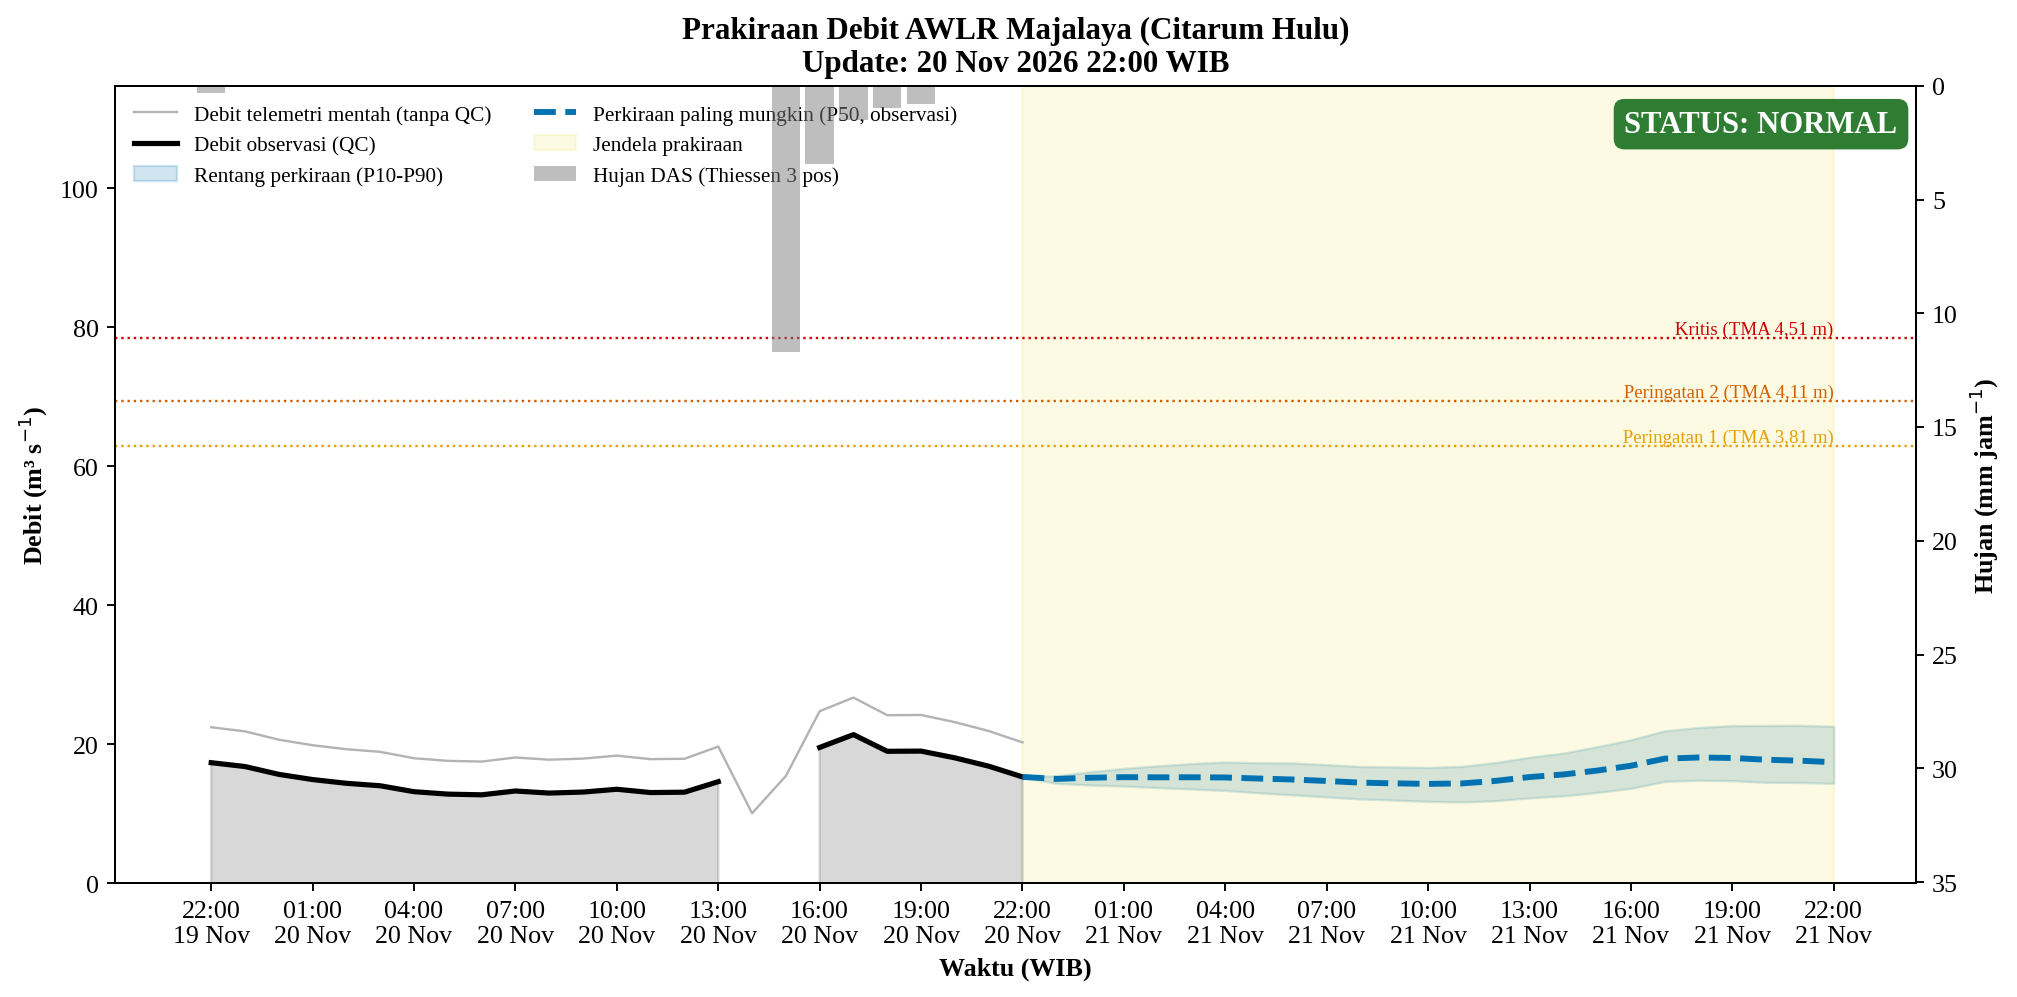 Prakiraan Debit AWLR Majalaya (Citarum Hulu)
Update: 20 Nov 2026 22:00 WIB
Debit telemetri mentah (tanpa QC)
Debit observasi (QC)
Rentang perkiraan (P10-P90)
Perkiraan paling mungkin (P50, observasi)
Jendela prakiraan
Hujan DAS (Thiessen 3 pos)
STATUS: NORMAL
Kritis (TMA 4,51 m)
Peringatan 2 (TMA 4,11 m)
Peringatan 1 (TMA 3,81 m)
Debit (m³ s⁻¹)
100
80
60
40
20
0
Hujan (mm jam⁻¹)
0
5
10
15
20
25
30
35
22:00 01:00 04:00 07:00 10:00 13:00 16:00 19:00 22:00 01:00 04:00 07:00 10:00 13:00 16:00 19:00 22:00
19 Nov 20 Nov 20 Nov 20 Nov 20 Nov 20 Nov 20 Nov 20 Nov 20 Nov 21 Nov 21 Nov 21 Nov 21 Nov 21 Nov 21 Nov 21 Nov 21 Nov
Waktu (WIB)